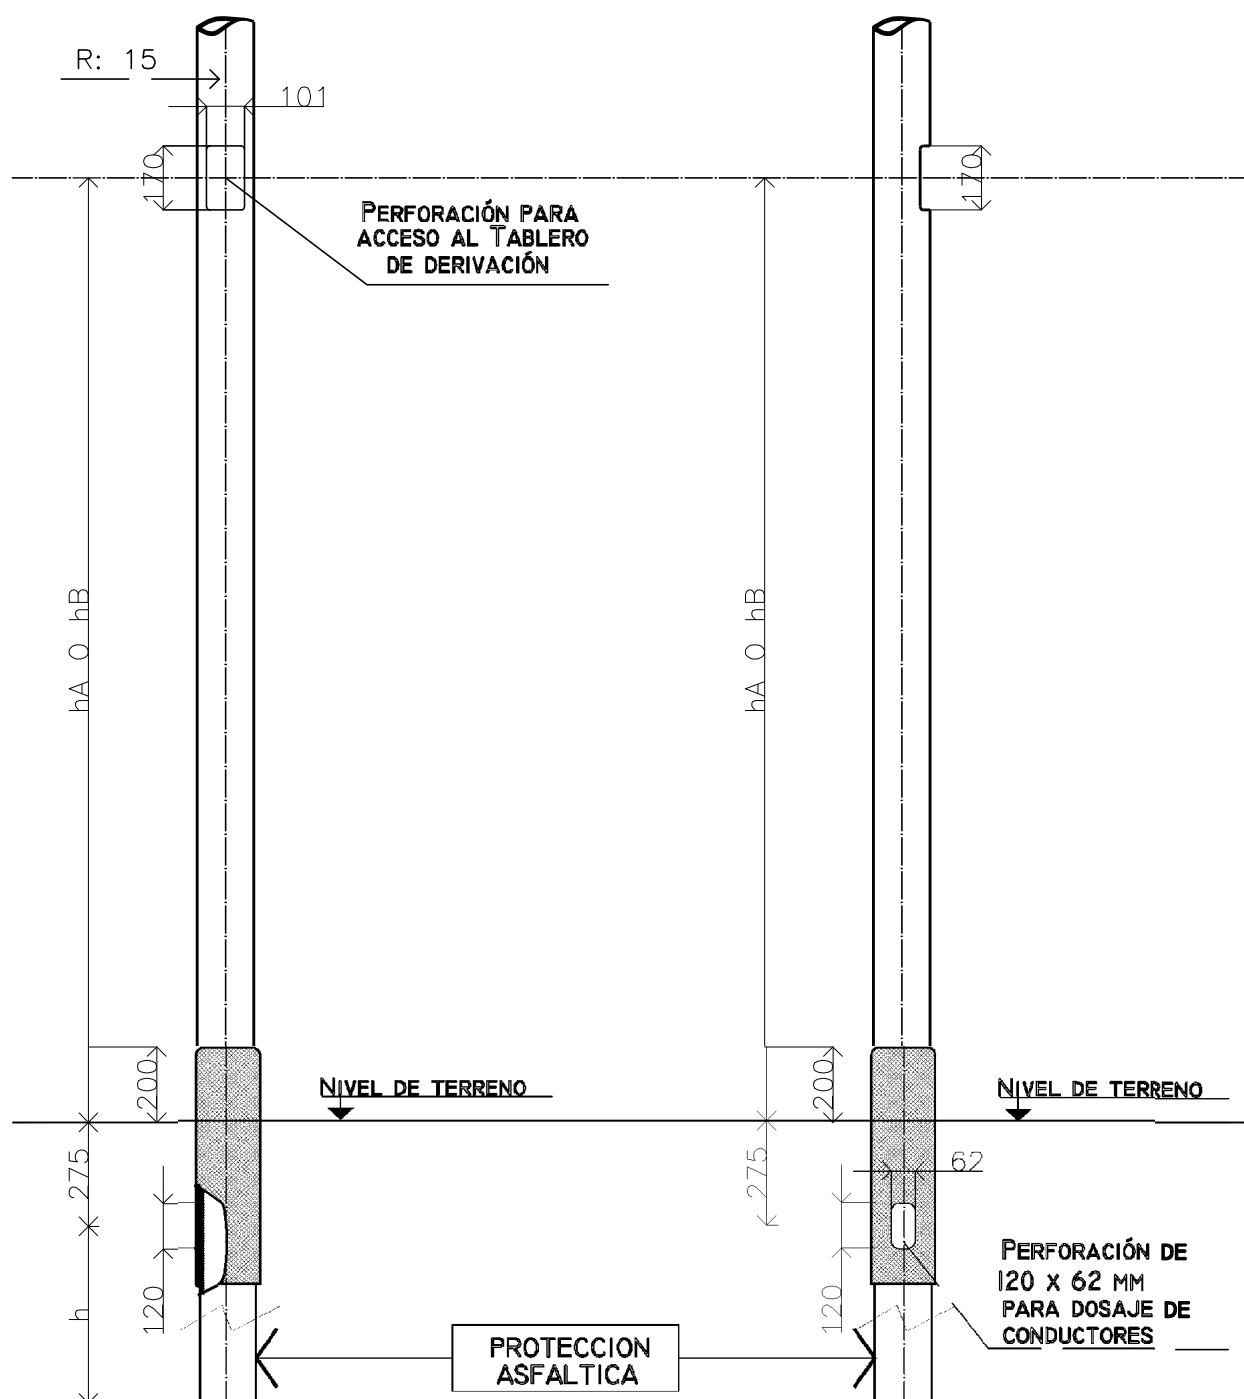 R: 15
101
170
170
PERFORACIÓN PARA
ACCESO AL TABLERO
DE DERIVACIÓN
hA O hB
hA O hB
200
NIVEL DE TERRENO
200
NIVEL DE TERRENO
275
275
62
120
120
h
PERFORACIÓN DE
120 X 62 MM
PARA DOSAJE DE
CONDUCTORES
PROTECCION
ASFALTICA